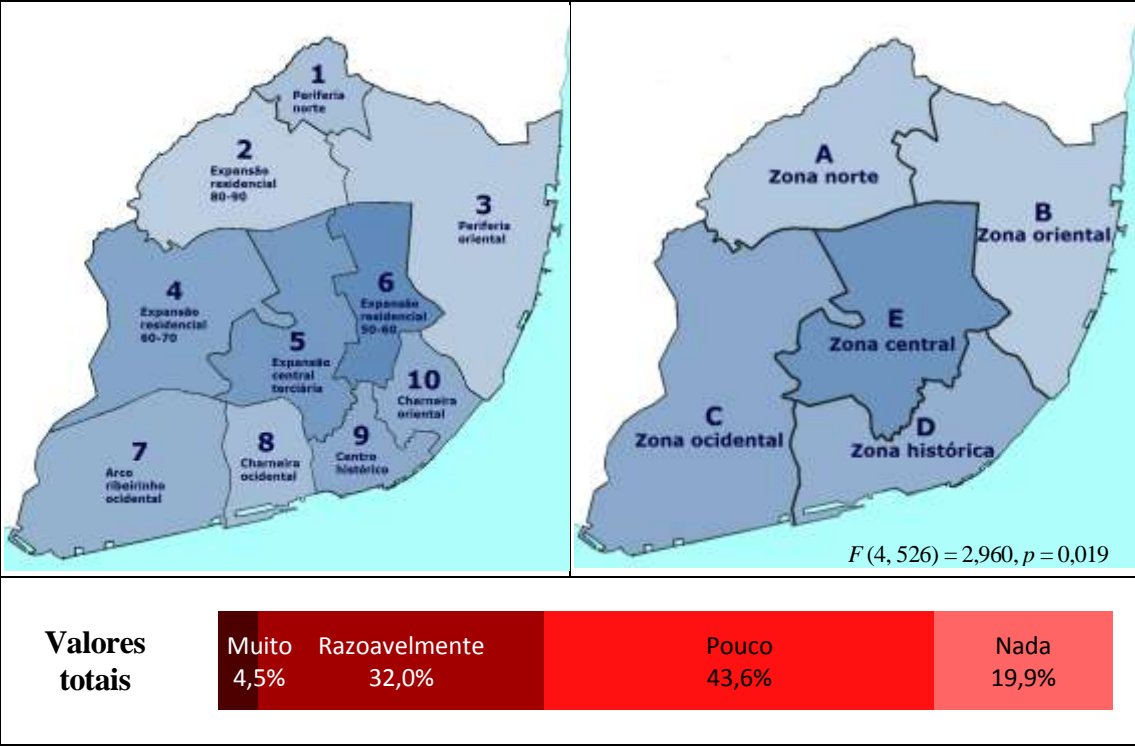 1
Periferia
norte
2
Expansão
residencial
80-90
3
Periferia
oriental
4
Expansão
residencial
60-70
5
Expansão
central
terciária
6
Expansão
residencial
50-60
7
Arco
ribeirinho
ocidental
8
Charneira
ocidental
9
Centro
histórico
10
Charneira
oriental
A
Zona norte
B
Zona oriental
C
Zona ocidental
D
Zona histórica
E
Zona central
F (4, 526) = 2,960, p = 0,019
Valores
totais
Muito
4,5%
Razoavelmente
32,0%
Pouco
43,6%
Nada
19,9%